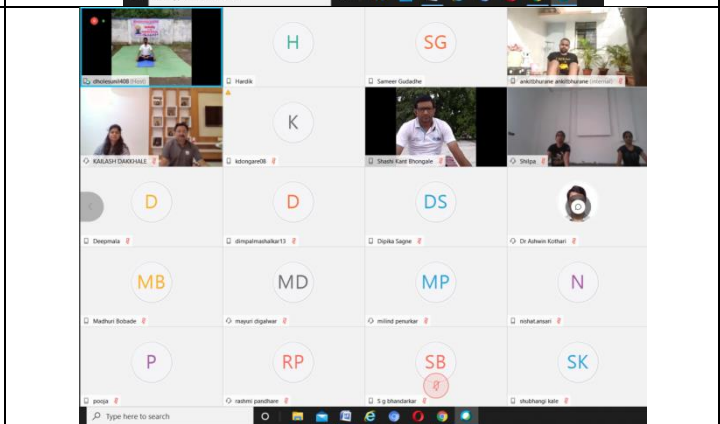 H
SG
dholesunil408 (Host)
Hardik
Sameer Gudadhe
ankitbhurane ankitbhurane (internal)
K
KAILASH DAKKHALE
kdongare08
Shashi Kant Bhongale
Shilpa
D
D
DS
Deepmala
dimpalmashalkar13
Dipika Sagne
Dr Ashwin Kothari
MB
MD
MP
N
Madhuri Bobade
mayuri digalwar
milind penurkar
nishat.ansari
P
RP
SB
SK
pooja
rashmi pandhare
S g bhandarkar
shubhangi kale
Type here to search